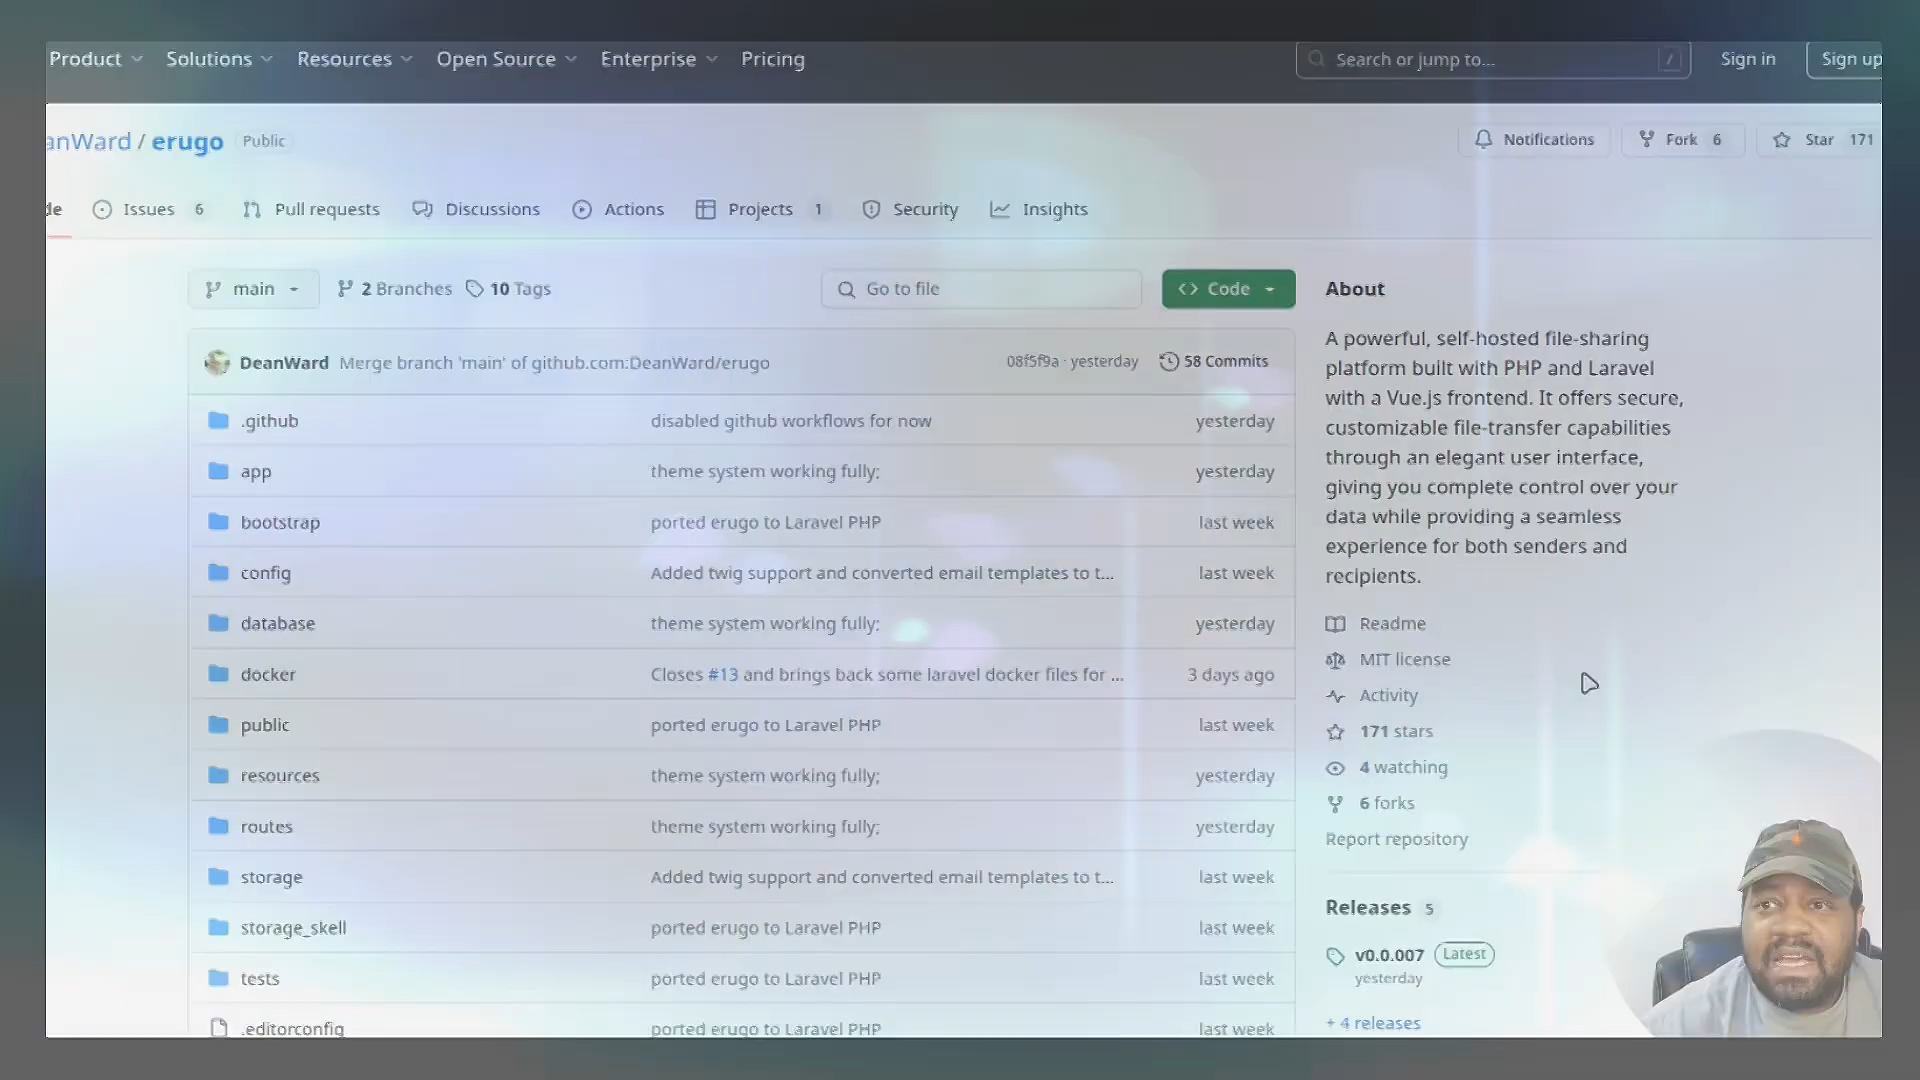 Product Solutions Resources Open Source Enterprise Pricing Search or jump to... / Sign in Sign up
anWard / erugo Public Notifications Fork 6 Star 171
de Issues 6 Pull requests Discussions Actions Projects 1 Security Insights
main 2 Branches 10 Tags Go to file Code
DeanWard Merge branch 'main' of github.com:DeanWard/erugo 08f5f9a · yesterday 58 Commits
.github disabled github workflows for now yesterday
app theme system working fully; yesterday
bootstrap ported erugo to Laravel PHP last week
config Added twig support and converted email templates to t... last week
database theme system working fully; yesterday
docker Closes #13 and brings back some laravel docker files for ... 3 days ago
public ported erugo to Laravel PHP last week
resources theme system working fully; yesterday
routes theme system working fully; yesterday
storage Added twig support and converted email templates to t... last week
storage_skell ported erugo to Laravel PHP last week
tests ported erugo to Laravel PHP last week
.editorconfig ported erugo to Laravel PHP last week
About
A powerful, self-hosted file-sharing
platform built with PHP and Laravel
with a Vue.js frontend. It offers secure,
customizable file-transfer capabilities
through an elegant user interface,
giving you complete control over your
data while providing a seamless
experience for both senders and
recipients.
Readme
MIT license
Activity
171 stars
4 watching
6 forks
Report repository
Releases 5
v0.0.007 Latest
yesterday
+ 4 releases